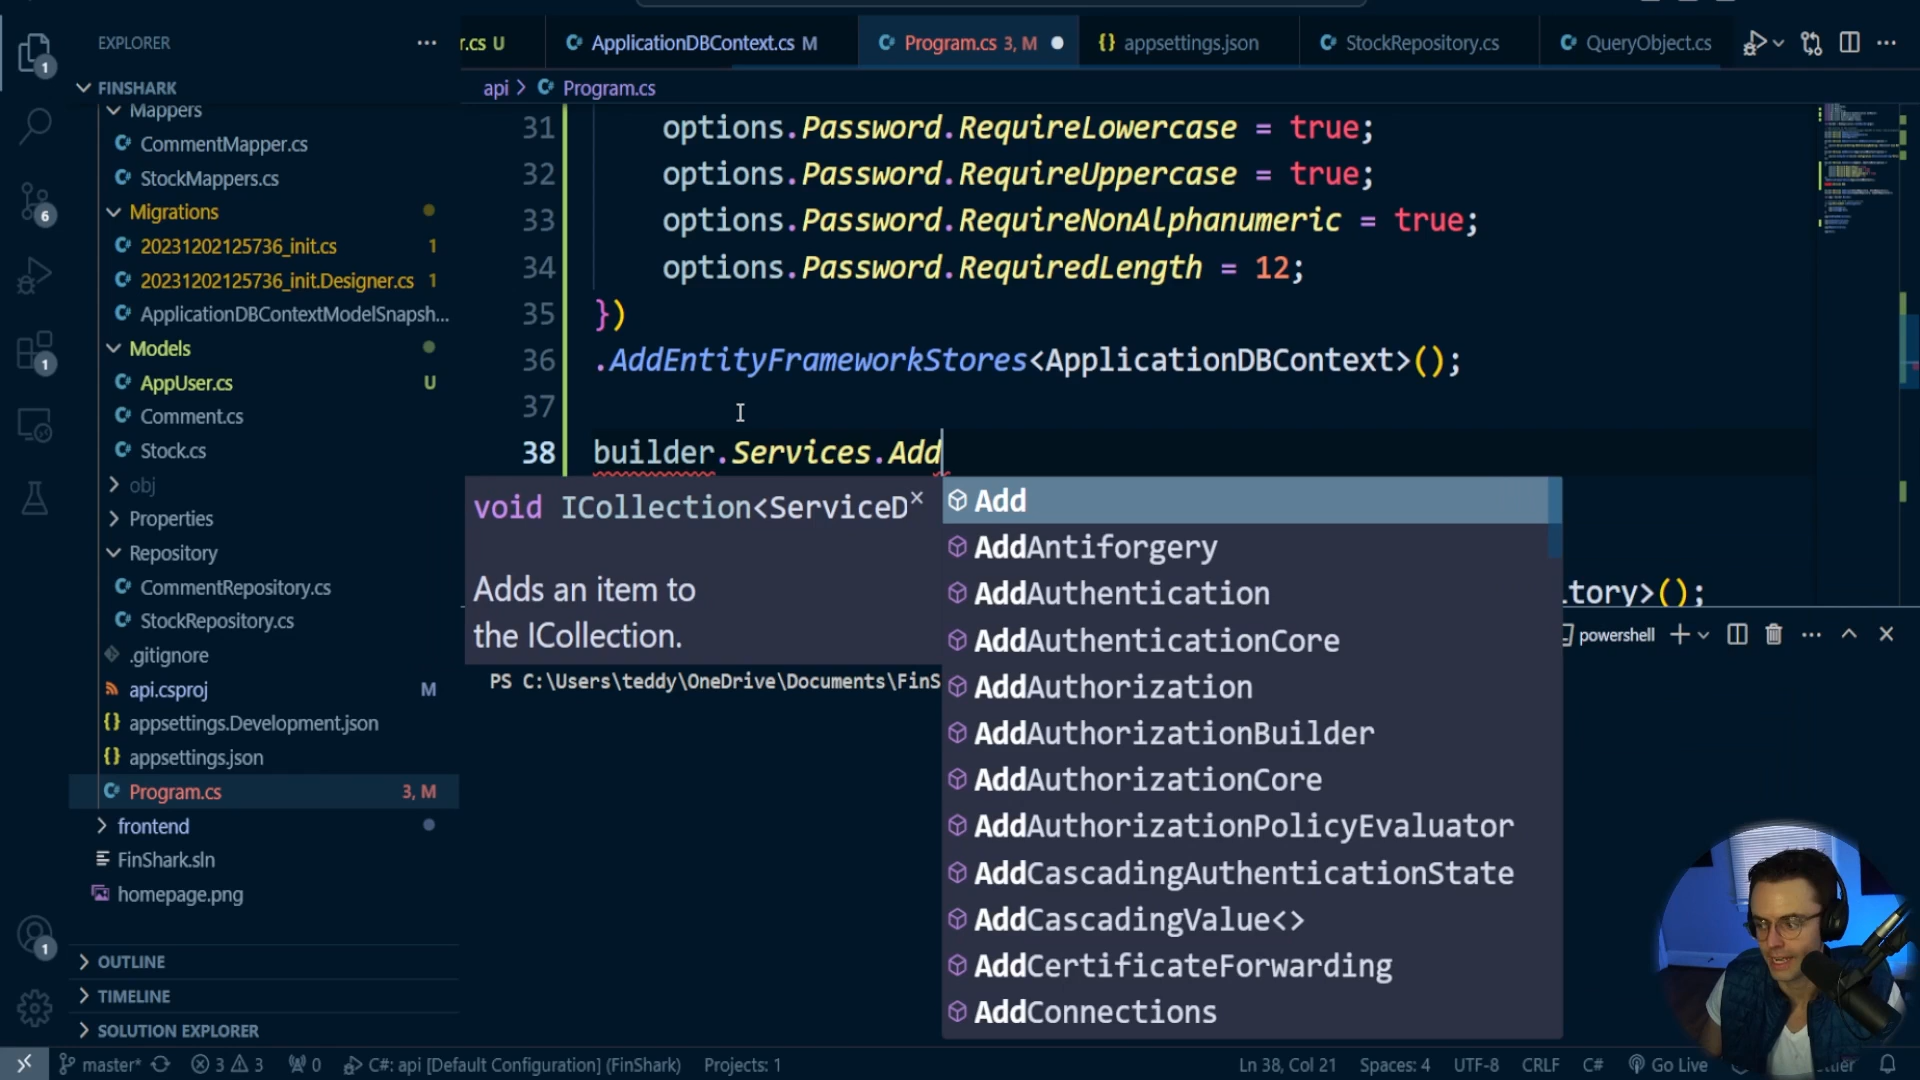 EXPLORER
FINSHARK
Mappers
CommentMapper.cs
StockMappers.cs
Migrations
20231202125736_init.cs 1
20231202125736_init.Designer.cs 1
ApplicationDBContextModelSnapsh...
Models
AppUser.cs U
Comment.cs
Stock.cs
obj
Properties
Repository
CommentRepository.cs
StockRepository.cs
.gitignore
api.csproj M
appsettings.Development.json
appsettings.json
Program.cs 3, M
frontend
FinShark.sln
homepage.png
OUTLINE
TIMELINE
SOLUTION EXPLORER
1
6
1
1
r.cs U
ApplicationDBContext.cs M
Program.cs 3, M
appsettings.json
StockRepository.cs
QueryObject.cs
api > Program.cs
31 options.Password.RequireLowercase = true;
32 options.Password.RequireUppercase = true;
33 options.Password.RequireNonAlphanumeric = true;
34 options.Password.RequiredLength = 12;
35 })
36 .AddEntityFrameworkStores<ApplicationDBContext>();
37
38 builder.Services.Add
void ICollection<ServiceD
Adds an item to
the ICollection.
Add
AddAntiforgery
AddAuthentication
AddAuthenticationCore
AddAuthorization
AddAuthorizationBuilder
AddAuthorizationCore
AddAuthorizationPolicyEvaluator
AddCascadingAuthenticationState
AddCascadingValue<>
AddCertificateForwarding
AddConnections
tory>();
powershell
PS C:\Users\teddy\OneDrive\Documents\FinS
master* 3 3 0 C#: api [Default Configuration] (FinShark) Projects: 1
Ln 38, Col 21 Spaces: 4 UTF-8 CRLF C# Go Live